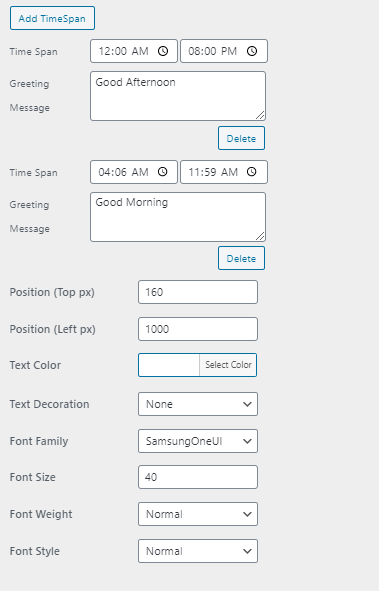 Add TimeSpan
Time Span 12:00 AM 08:00 PM
Greeting Message Good Afternoon
Delete
Time Span 04:06 AM 11:59 AM
Greeting Message Good Morning
Delete
Position (Top px) 160
Position (Left px) 1000
Text Color Select Color
Text Decoration None
Font Family SamsungOneUI
Font Size 40
Font Weight Normal
Font Style Normal